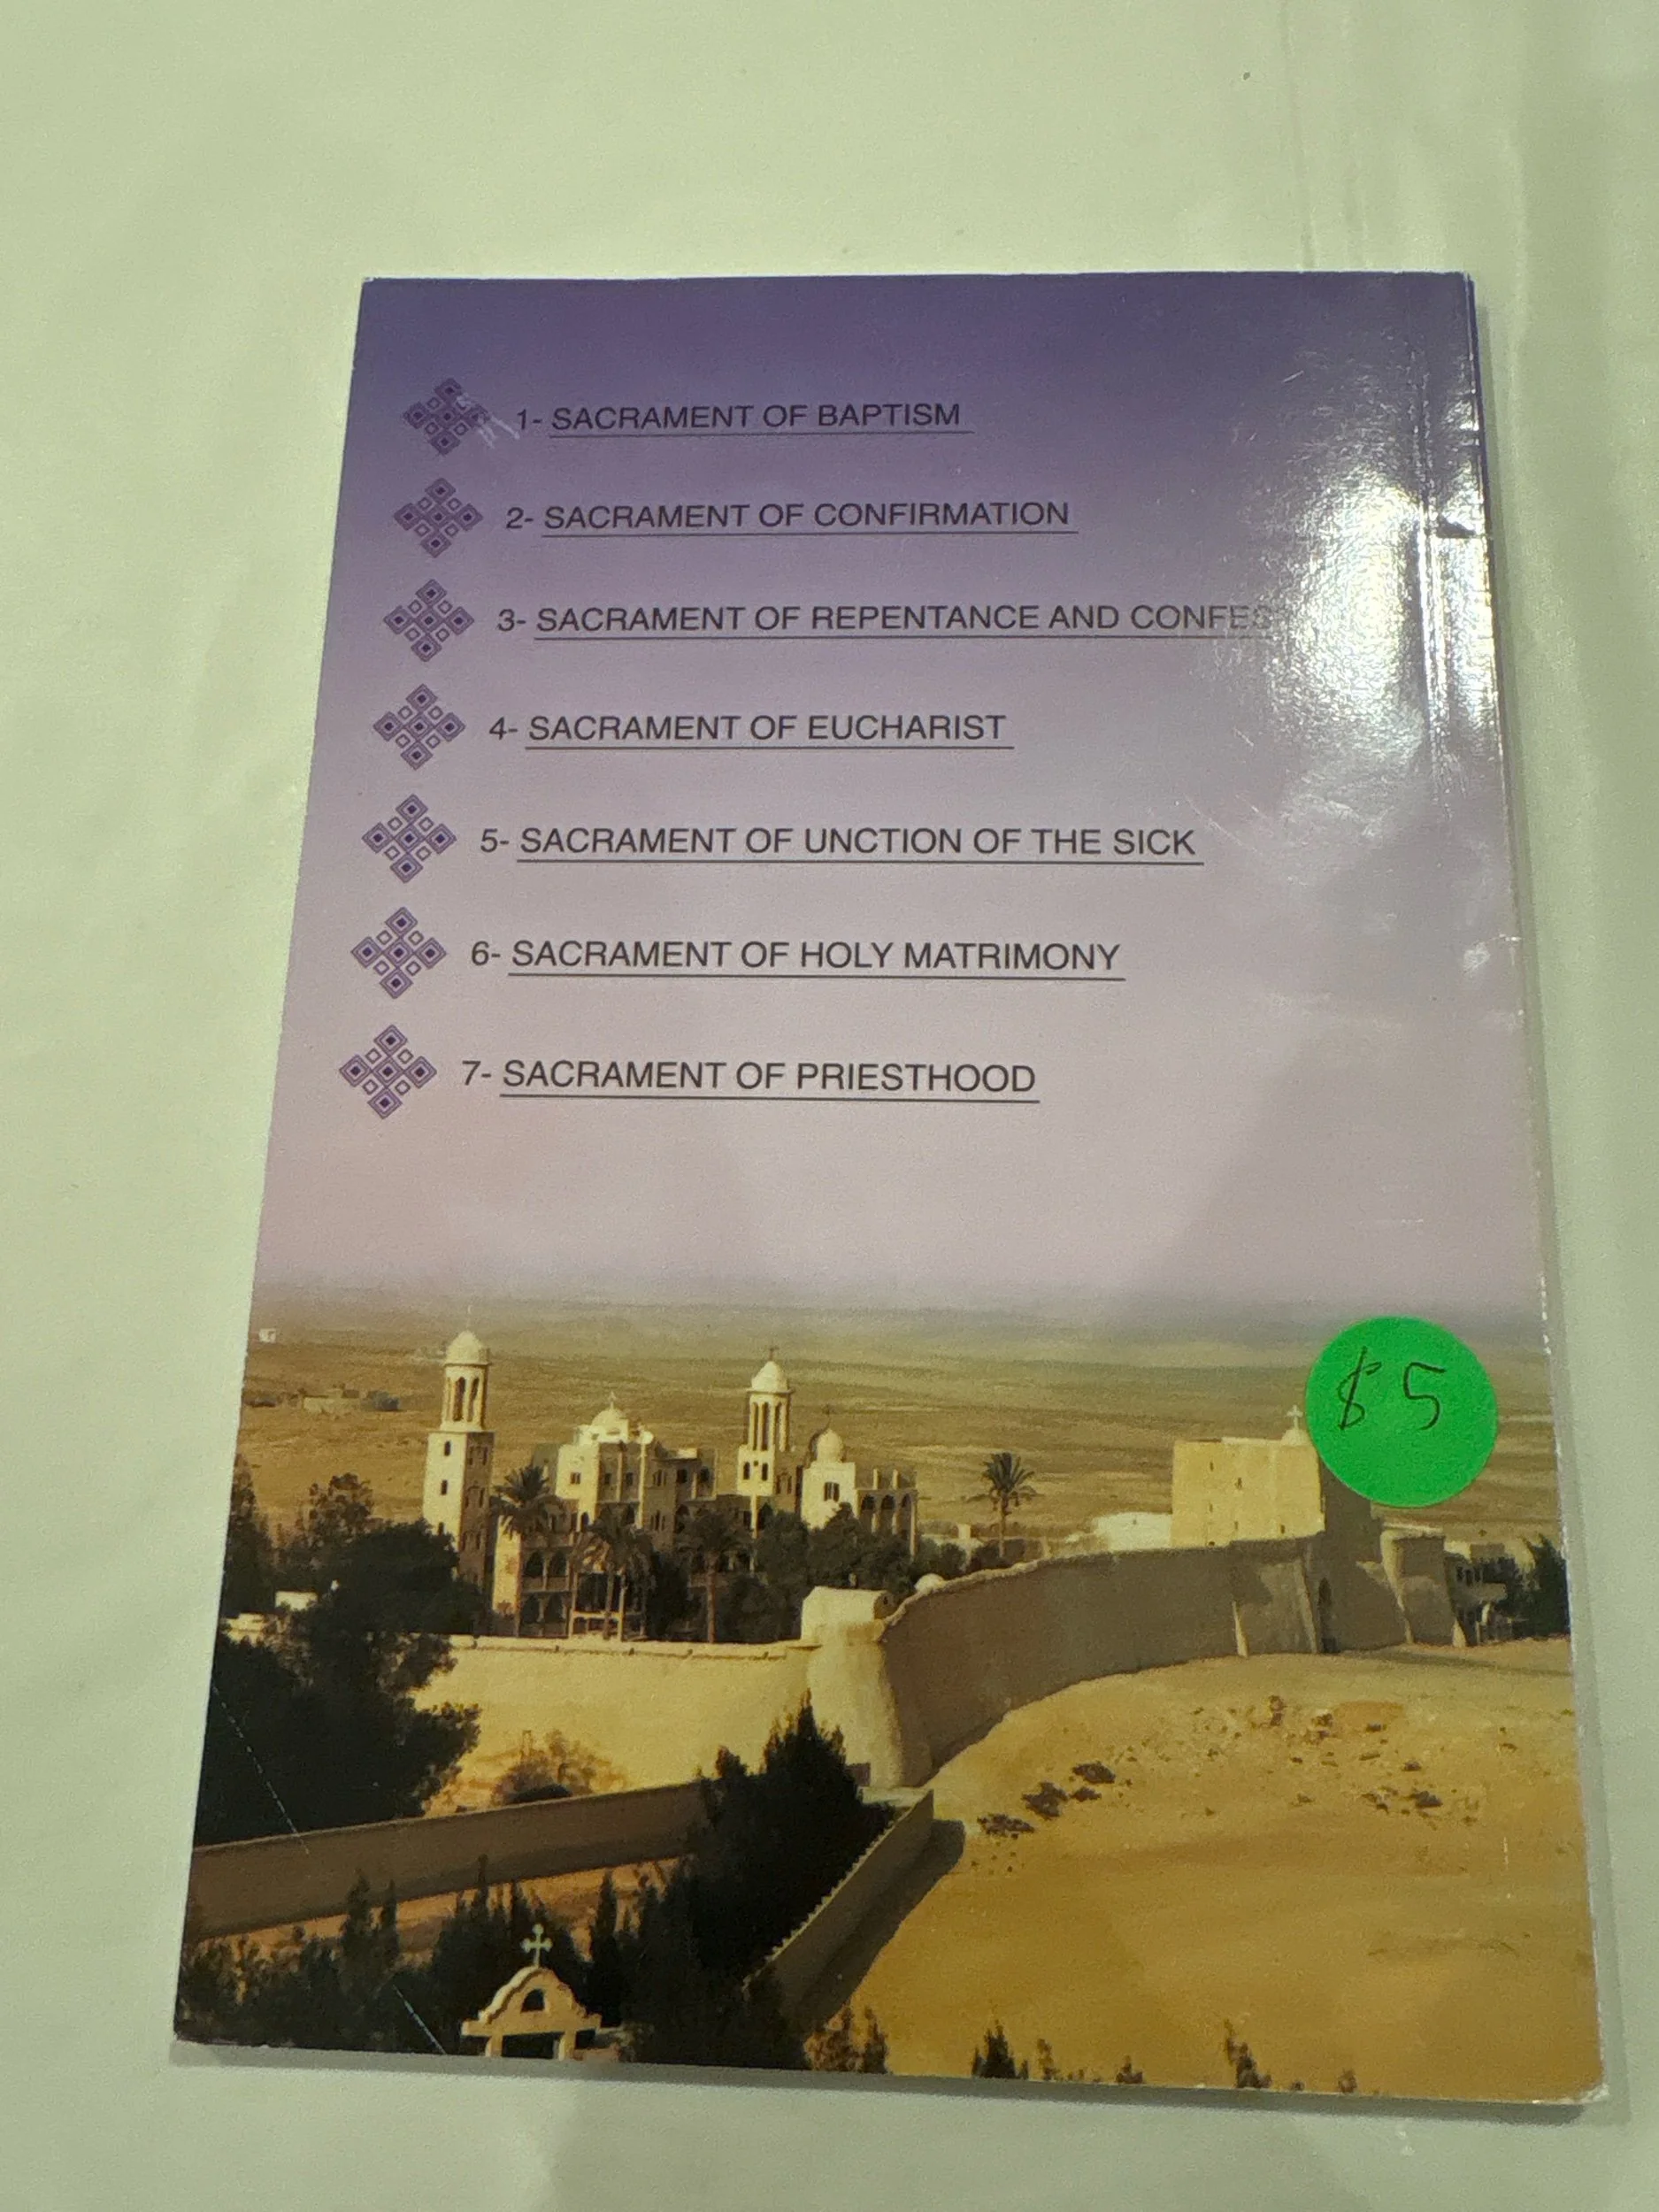 1- SACRAMENT OF BAPTISM
2- SACRAMENT OF CONFIRMATION
3- SACRAMENT OF REPENTANCE AND
4- SACRAMENT OF EUCHARIST
5- SACRAMENT OF UNCTION OF THE SICK
6- SACRAMENT OF HOLY MATRIMONY
7- SACRAMENT OF PRIESTHOOD
$5